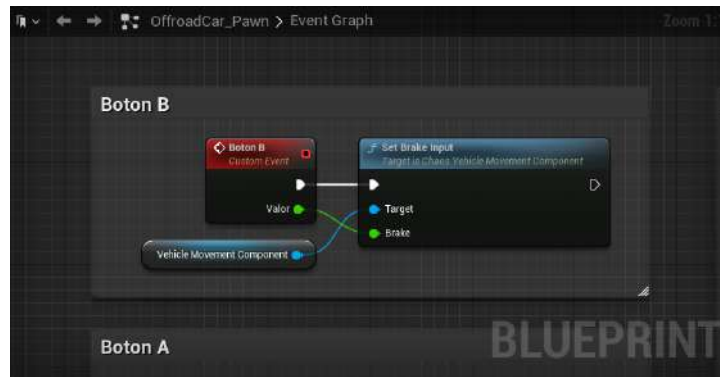 OffroadCar_Pawn > Event Graph
Zoom 1:
Boton B
Boton B
Custom Event
Valor
Vehicle Movement Component
Set Brake Input
Target is Chaos Vehicle Movement Component
Target
Brake
BLUEPRINT
Boton A